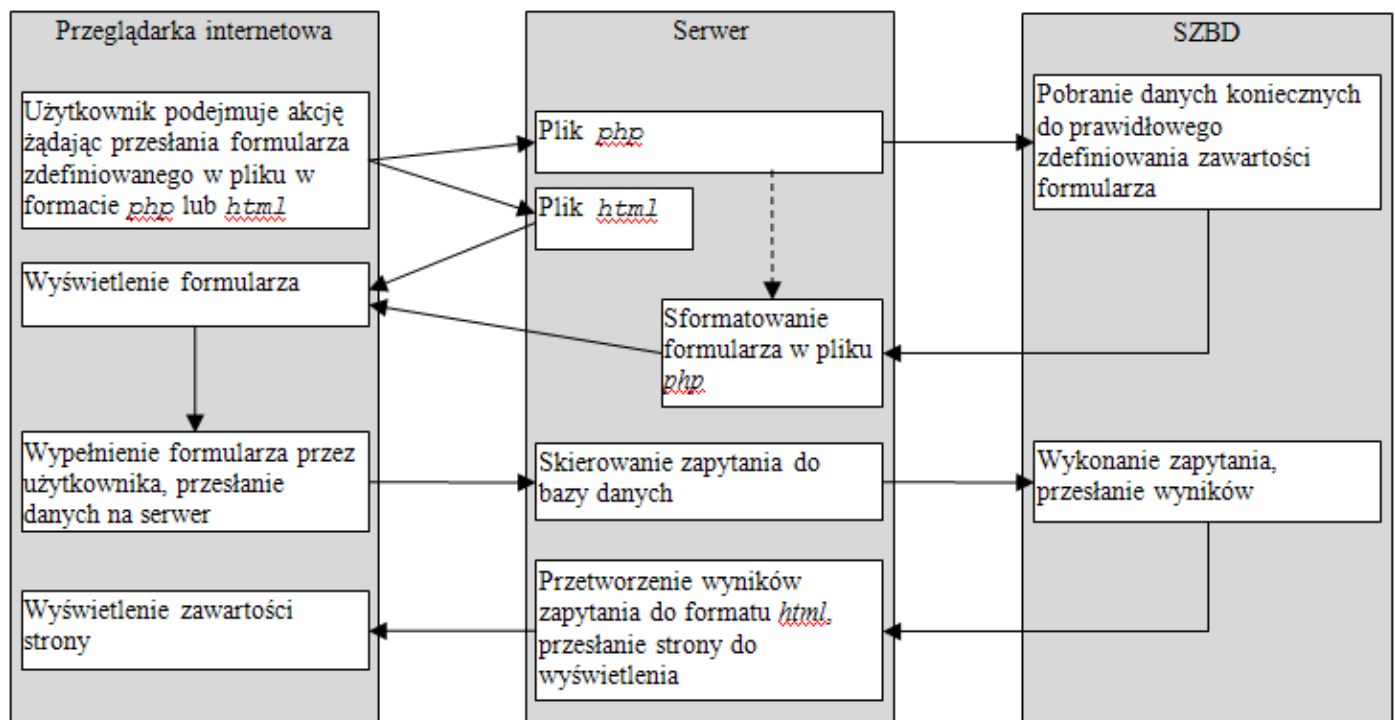 Przeglądarka internetowa
Użytkownik podejmuje akcję
żądając przesłania formularza
zdefiniowanego w pliku w
formacie php lub html
Wyświetlenie formularza
Wypełnienie formularza przez
użytkownika, przesłanie
danych na serwer
Wyświetlenie zawartości
strony
Serwer
Plik php
Plik html
Sformatowanie
formularza w pliku
php
Skierowanie zapytania do
bazy danych
Przetworzenie wyników
zapytania do formatu html,
przesłanie strony do
wyświetlenia
SZBD
Pobranie danych koniecznych
do prawidłowego
zdefiniowania zawartości
formularza
Wykonanie zapytania,
przesłanie wyników